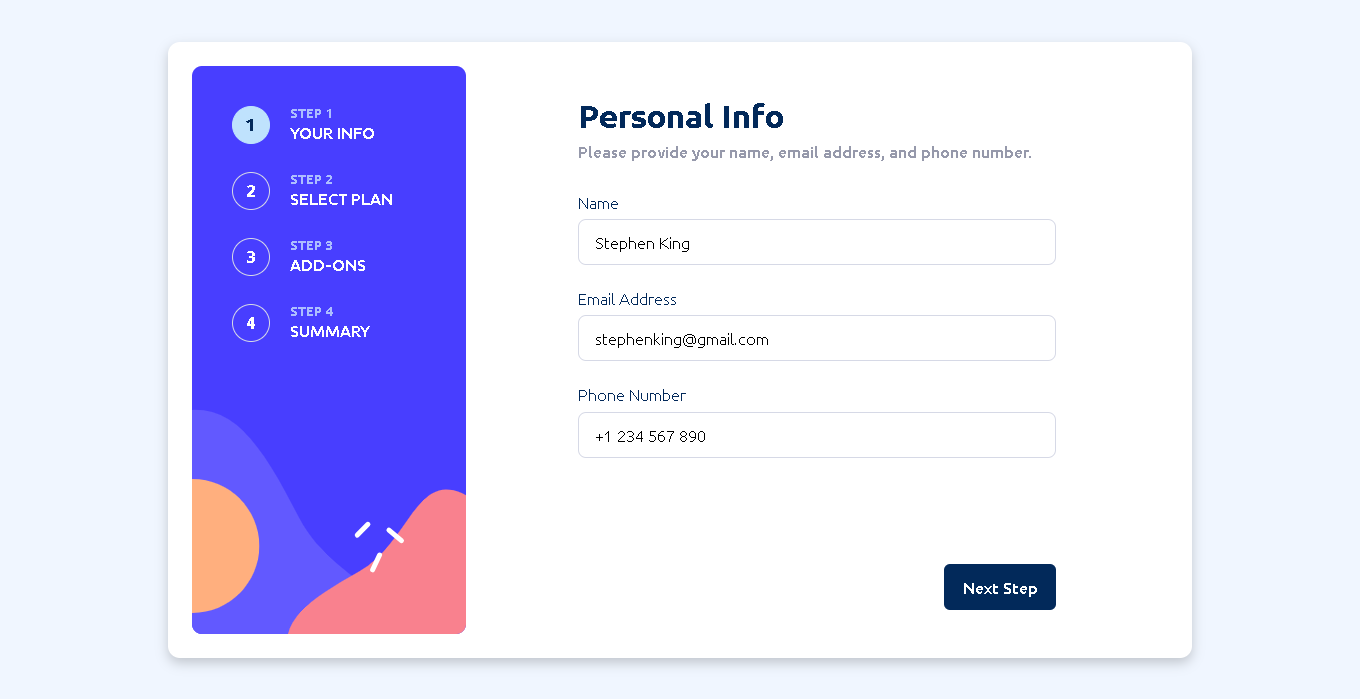 1
STEP 1
YOUR INFO
2
STEP 2
SELECT PLAN
3
STEP 3
ADD-ONS
4
STEP 4
SUMMARY
Personal Info
Please provide your name, email address, and phone number.
Name
Stephen King
Email Address
stephenking@gmail.com
Phone Number
+1 234 567 890
Next Step